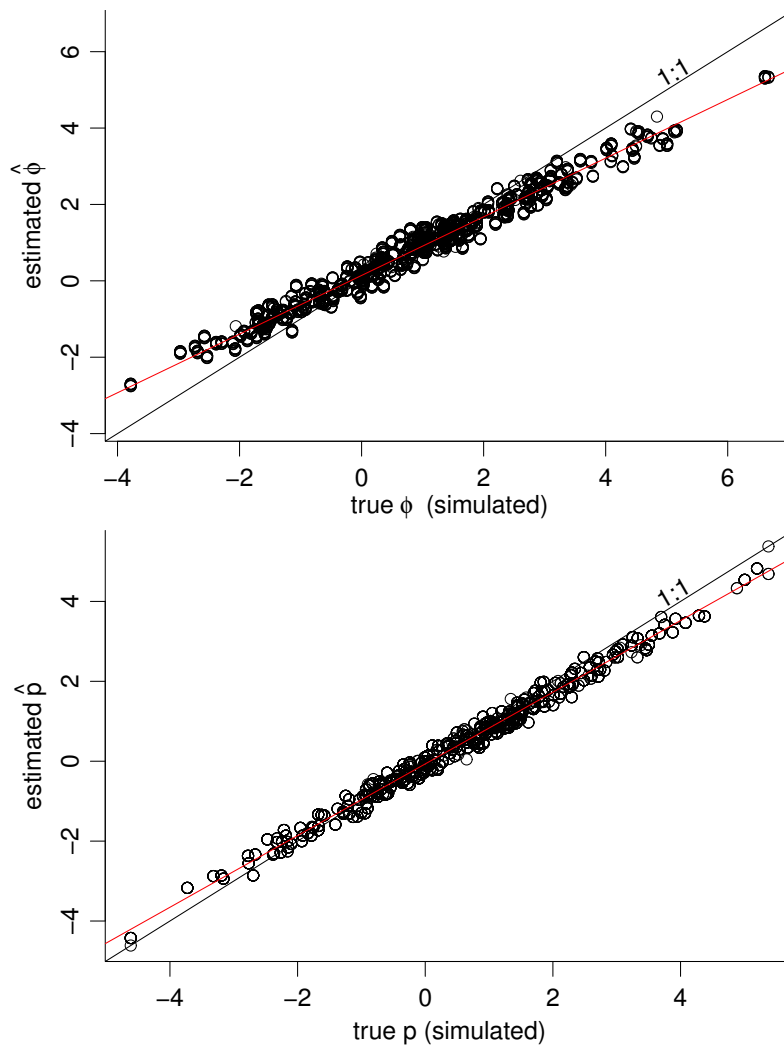 6
4
2
0
−2
−4
estimated ϕ̂
1:1
−4 −2 0 2 4 6
true ϕ (simulated)
4
2
0
−2
−4
estimated p̂
1:1
−4 −2 0 2 4
true p (simulated)